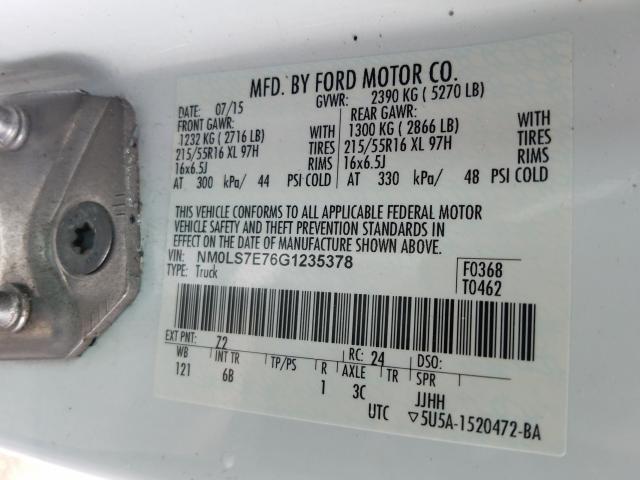 MFD. BY FORD MOTOR CO.
DATE: 07/15 GVWR: 2390 KG ( 5270 LB)
FRONT GAWR: REAR GAWR:
1232 KG ( 2716 LB) WITH 1300 KG ( 2866 LB) WITH
215/55R16 XL 97H TIRES 215/55R16 XL 97H TIRES
16x6.5J RIMS 16x6.5J RIMS
AT 300 kPa/ 44 PSI COLD AT 330 kPa/ 48 PSI COLD
THIS VEHICLE CONFORMS TO ALL APPLICABLE FEDERAL MOTOR
VEHICLE SAFETY AND THEFT PREVENTION STANDARDS IN
EFFECT ON THE DATE OF MANUFACTURE SHOWN ABOVE.
VIN: NM0LS7E76G1235378
TYPE: Truck
F0368
T0462
EXT PNT: Z2 RC: 24 DSO:
WB INT TR TP/PS R AXLE TR SPR
121 6B 1 3C JJHH
UTC ▽5U5A-1520472-BA